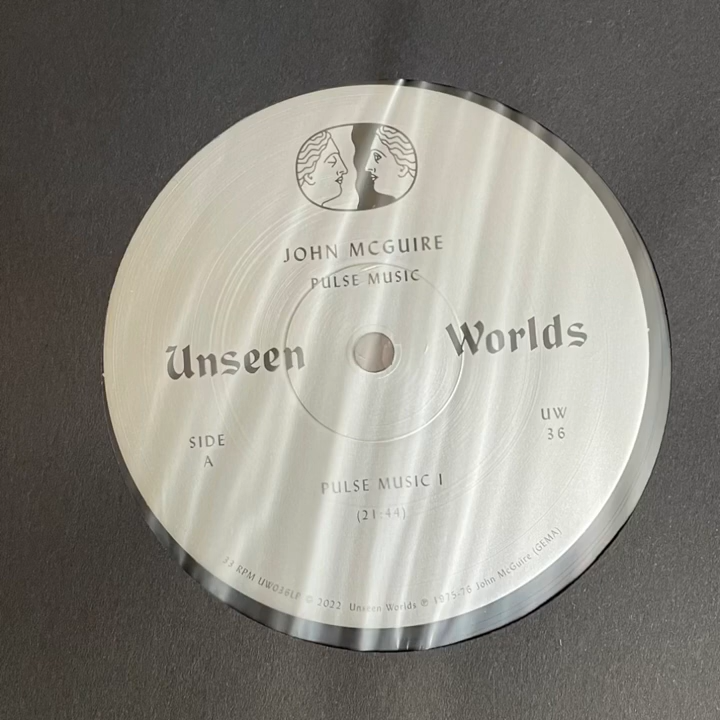 JOHN MCGUIRE
PULSE MUSIC
Unseen Worlds
SIDE
A
UW
36
PULSE MUSIC I
(21:44)
33 RPM UW036LP © 2022 Unseen Worlds ℗ 1975-76 John McGuire (GEMA)